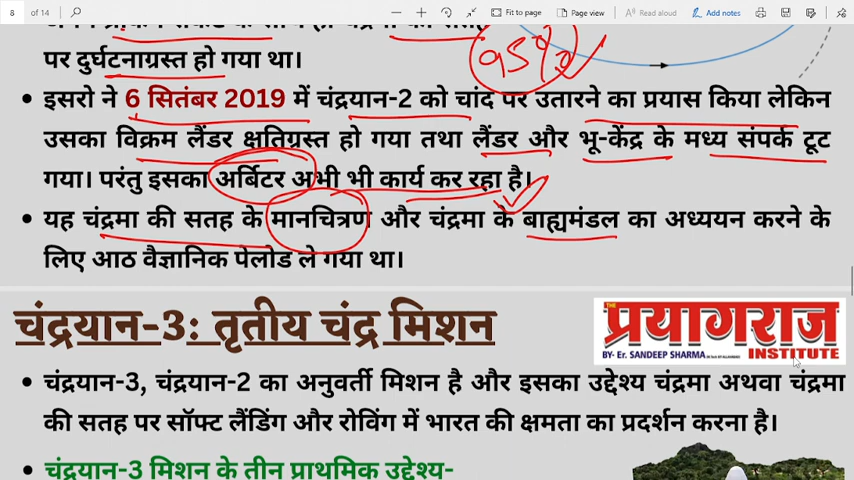 8 of 14
Fit to page
Page view
Read aloud
Add notes
95%
पर दुर्घटनाग्रस्त हो गया था।
• इसरो ने 6 सितंबर 2019 में चंद्रयान-2 को चांद पर उतारने का प्रयास किया लेकिन
उसका विक्रम लैंडर क्षतिग्रस्त हो गया तथा लैंडर और भू-केंद्र के मध्य संपर्क टूट
गया। परंतु इसका अर्बिटर अभी भी कार्य कर रहा है।
• यह चंद्रमा की सतह के मानचित्रण और चंद्रमा के बाह्यमंडल का अध्ययन करने के
लिए आठ वैज्ञानिक पेलोड ले गया था।
चंद्रयान-3: तृतीय चंद्र मिशन
THE
प्रयागराज
BY- Er. SANDEEP SHARMA
INSTITUTE
• चंद्रयान-3, चंद्रयान-2 का अनुवर्ती मिशन है और इसका उद्देश्य चंद्रमा अथवा चंद्रमा
की सतह पर सॉफ्ट लैंडिंग और रोविंग में भारत की क्षमता का प्रदर्शन करना है।
• चंद्रयान-3 मिशन के तीन प्राथमिक उद्देश्य-